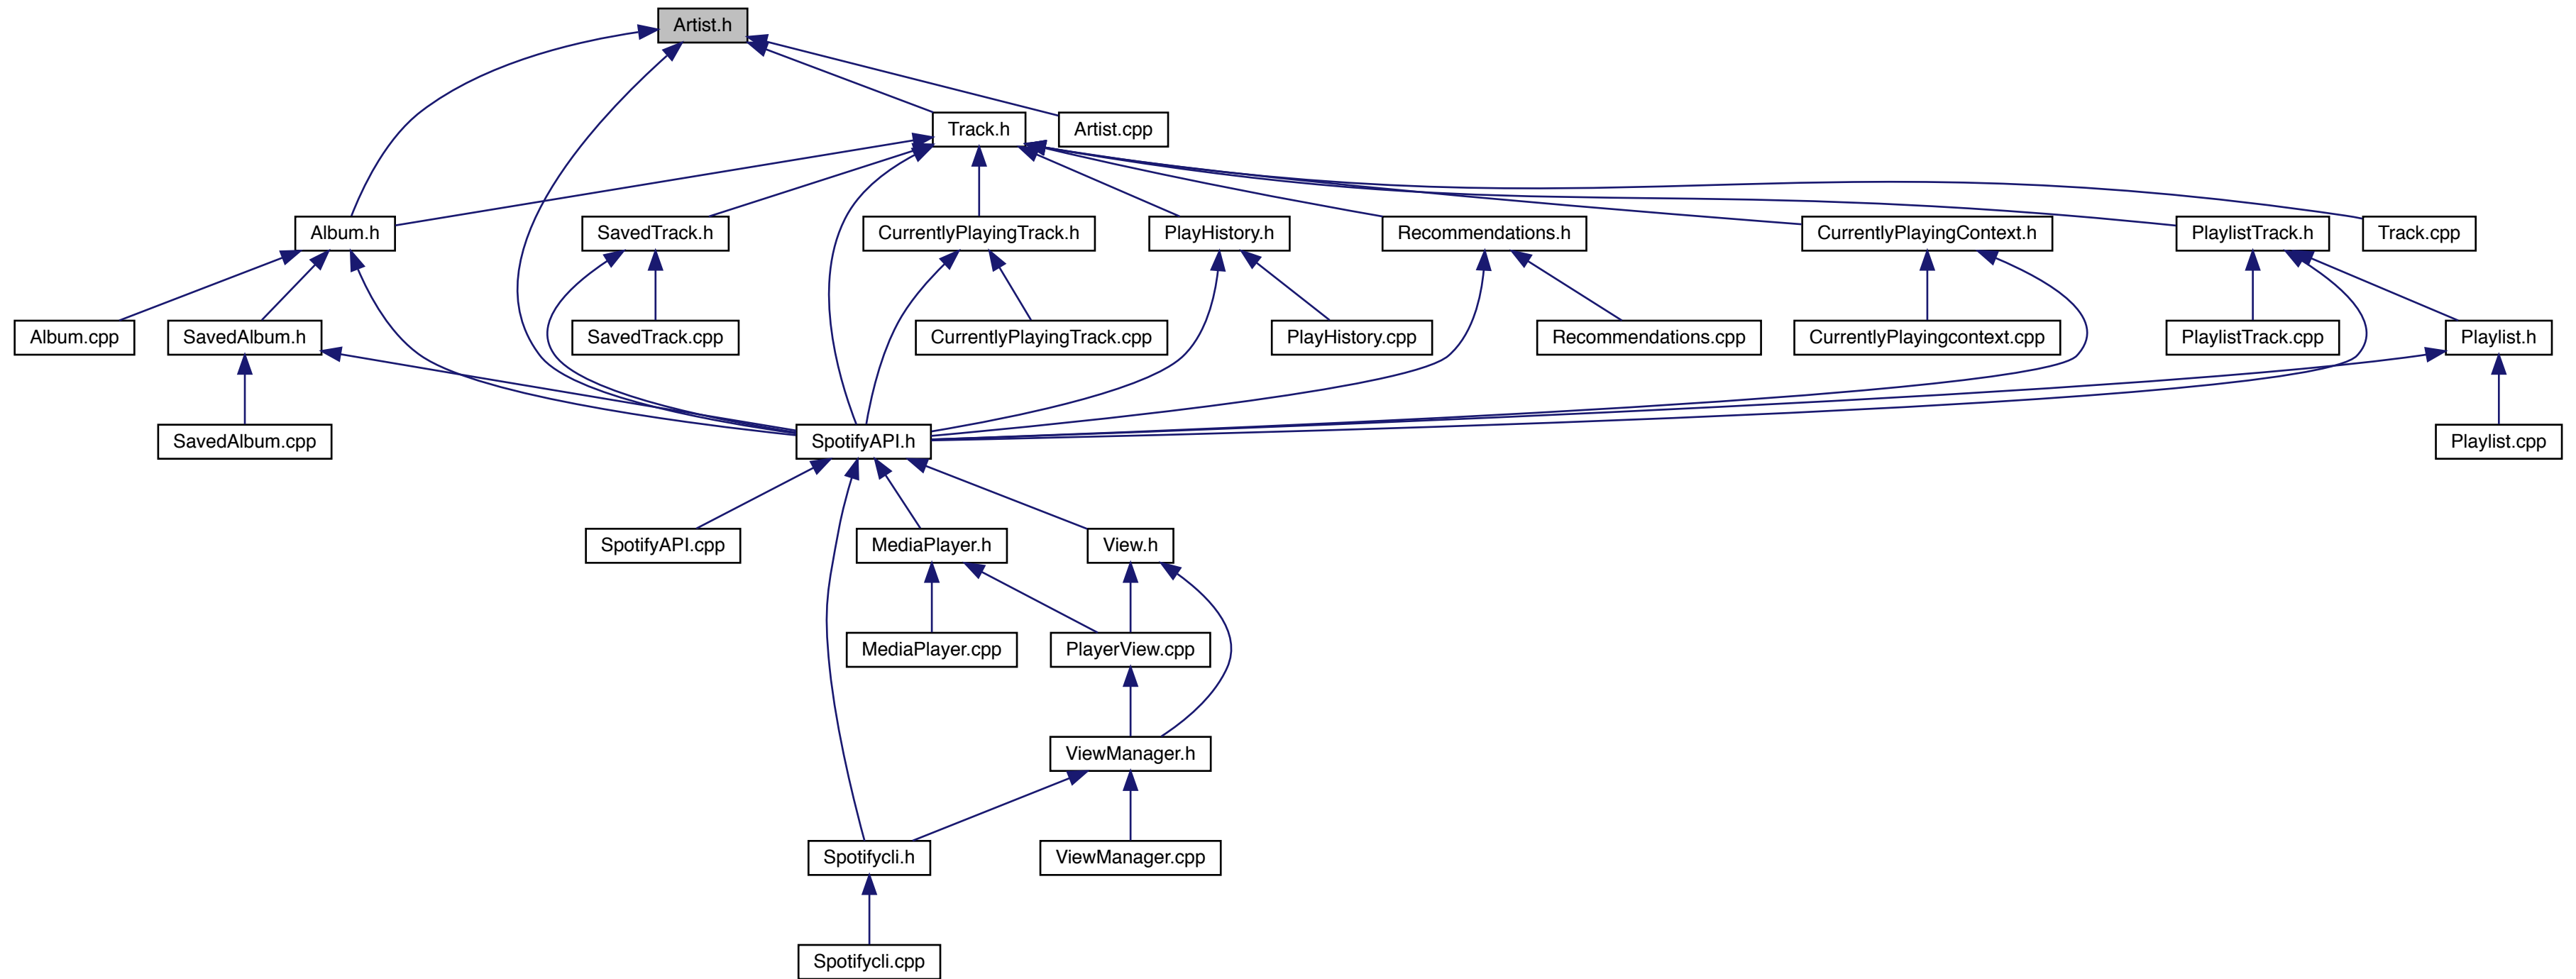 Artist.h
Track.h
Artist.cpp
Album.h
SavedTrack.h
CurrentlyPlayingTrack.h
PlayHistory.h
Recommendations.h
CurrentlyPlayingContext.h
PlaylistTrack.h
Track.cpp
Album.cpp
SavedAlbum.h
SavedTrack.cpp
CurrentlyPlayingTrack.cpp
PlayHistory.cpp
Recommendations.cpp
CurrentlyPlayingcontext.cpp
PlaylistTrack.cpp
Playlist.h
SavedAlbum.cpp
SpotifyAPI.h
Playlist.cpp
SpotifyAPI.cpp
MediaPlayer.h
View.h
MediaPlayer.cpp
PlayerView.cpp
ViewManager.h
Spotifycli.h
ViewManager.cpp
Spotifycli.cpp